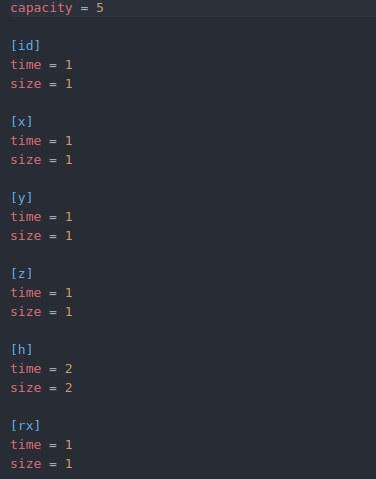 capacity = 5
[id]
time = 1
size = 1
[x]
time = 1
size = 1
[y]
time = 1
size = 1
[z]
time = 1
size = 1
[h]
time = 2
size = 2
[rx]
time = 1
size = 1